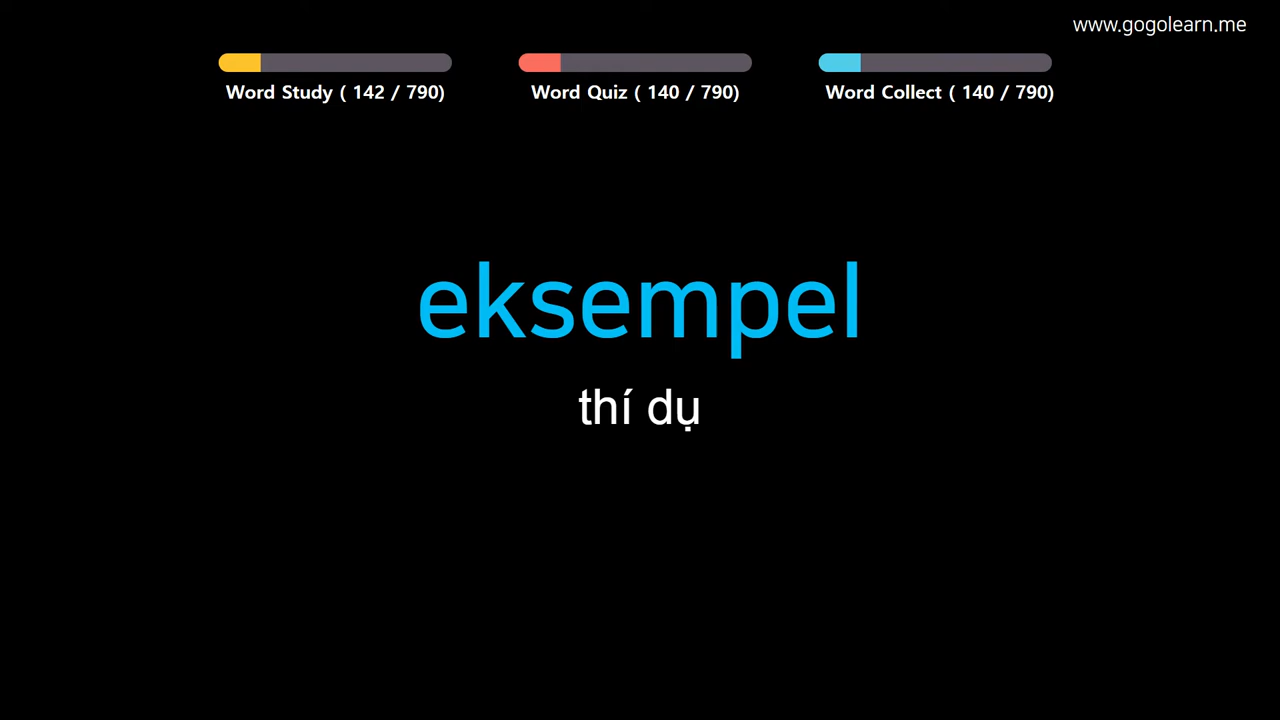 www.gogolearn.me
Word Study ( 142 / 790)
Word Quiz ( 140 / 790)
Word Collect ( 140 / 790)
eksempel
thí dụ